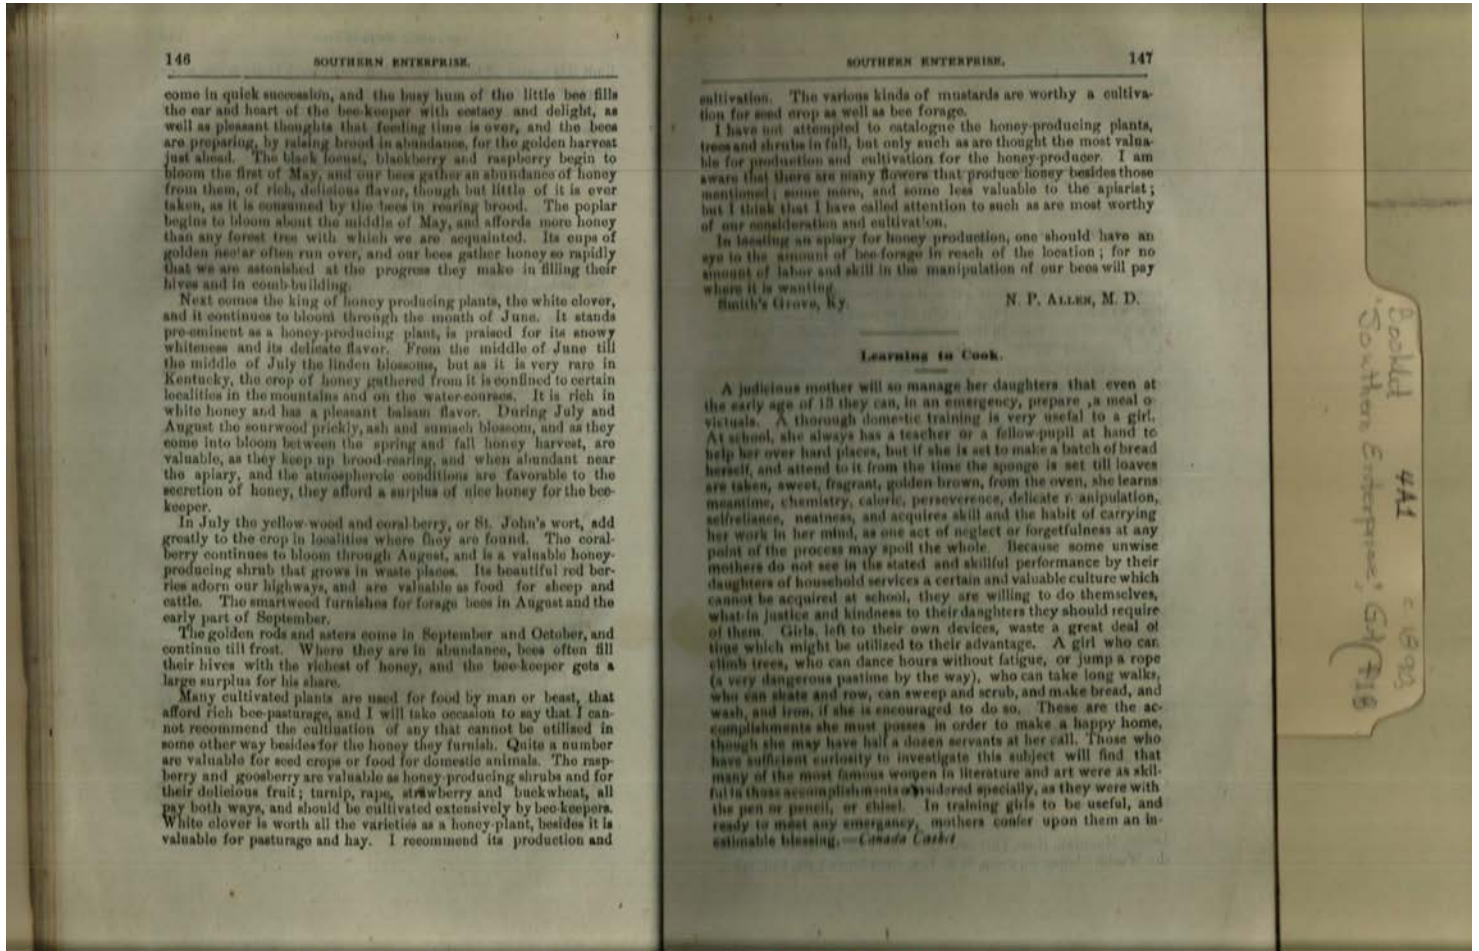 146
SOUTHERN ENTERPRISE.
come in quick succession, and the busy hum of the little bee fills
the ear and heart of the bee-keeper with ecstacy and delight, as
well as pleasant thoughts that feeding time is over, and the bees
are preparing, by raising brood in abundance, for the golden harvest
just ahead. The black locust, blackberry and raspberry begin to
bloom the first of May, and our bees gather an abundance of honey
from them, of rich, delicious flavor, though but little of it is ever
taken, as it is consumed by the bees in rearing brood. The poplar
begins to bloom about the middle of May, and affords more honey
than any forest tree with which we are acquainted. Its cups of
golden nectar often run over, and our bees gather honey so rapidly
that we are astonished at the progress they make in filling their
hives and in comb-building.
Next comes the king of honey producing plants, the white clover,
and it continues to bloom through the month of June. It stands
pre-eminent as a honey-producing plant, is praised for its snowy
whiteness and its delicate flavor. From the middle of June till
the middle of July the linden blossoms, but as it is very rare in
Kentucky, the crop of honey gathered from it is confined to certain
localities in the mountains and on the water-courses. It is rich in
white honey and has a pleasant balsam flavor. During July and
August the sourwood prickly, ash and sumach blossom, and as they
come into bloom between the spring and fall honey harvest, are
valuable, as they keep up brood-rearing, and when abundant near
the apiary, and the atmospheric conditions are favorable to the
secretion of honey, they afford a surplus of nice honey for the bee-
keeper.
In July the yellow-wood and coral-berry, or St. John's wort, add
greatly to the crop in localities where they are found. The coral-
berry continues to bloom through August, and is a valuable honey-
producing shrub that grows in waste places. Its beautiful red ber-
ries adorn our highways, and are valuable as food for sheep and
cattle. The smartweed furnishes for forage bees in August and the
early part of September.
The golden rods and asters come in September and October, and
continue till frost. Where they are in abundance, bees often fill
their hives with the richest of honey, and the bee-keeper gets a
large surplus for his share.
Many cultivated plants are used for food by man or beast, that
afford rich bee-pasturage, and I will take occasion to say that I can-
not recommend the cultivation of any that cannot be utilized in
some other way besides for the honey they furnish. Quite a number
are valuable for seed crops or food for domestic animals. The rasp-
berry and goosberry are valuable as honey-producing shrubs and for
their delicious fruit; turnip, rape, strawberry and buckwheat, all
pay both ways, and should be cultivated extensively by bee-keepers.
White clover is worth all the varieties as a honey-plant, besides it is
valuable for pasturage and hay. I recommend its production and
SOUTHERN ENTERPRISE.
147
cultivation. The various kinds of mustards are worthy a cultiva-
tion for seed crop as well as bee forage.
I have not attempted to catalogue the honey-producing plants,
trees and shrubs in full, but only such as are thought the most valua-
ble for production and cultivation for the honey-producer. I am
aware that there are many flowers that produce honey besides those
mentioned; some more, and some less valuable to the apiarist;
but I think that I have called attention to such as are most worthy
of our consideration and cultivation.
In locating an apiary for honey production, one should have an
eye to the amount of bee-forage in reach of the location; for no
amount of labor and skill in the manipulation of our bees will pay
where it is wanting.
Smith's Grove, Ky. N. P. ALLEN, M. D.
Learning to Cook.
A judicious mother will so manage her daughters that even at
the early age of 13 they can, in an emergency, prepare ,a meal o
victuals. A thorough domestic training is very useful to a girl.
At school, she always has a teacher or a fellow-pupil at hand to
help her over hard places, but if she is set to make a batch of bread
herself, and attend to it from the time the sponge is set till loaves
are taken, sweet, fragrant, golden brown, from the oven, she learns
meantime, chemistry, caloric, perseverence, delicate r anipulation,
selfreliance, neatness, and acquires skill and the habit of carrying
her work in her mind, as one act of neglect or forgetfulness at any
point of the process may spoil the whole. Because some unwise
mothers do not see in the stated and skillful performance by their
daughters of household services a certain and valuable culture which
cannot be acquired at school, they are willing to do themselves,
what in justice and kindness to their daughters they should require
of them. Girls, left to their own devices, waste a great deal of
time which might be utilized to their advantage. A girl who can
climb trees, who can dance hours without fatigue, or jump a rope
(a very dangerous pastime by the way), who can take long walks,
who can skate and row, can sweep and scrub, and make bread, and
wash, and iron, if she is encouraged to do so. These are the ac-
complishments she must posses in order to make a happy home,
though she may have half a dozen servants at her call. Those who
have sufficient curiosity to investigate this subject will find that
many of the most famous women in literature and art were as skil-
ful in those accomplishments considered specially, as they were with
the pen or pencil, or chisel. In training girls to be useful, and
ready to meet any emergancy, mothers confer upon them an in-
estimable blessing.—Canada Casket
4A1
Booklet c 1893
"Southern Enterprise,